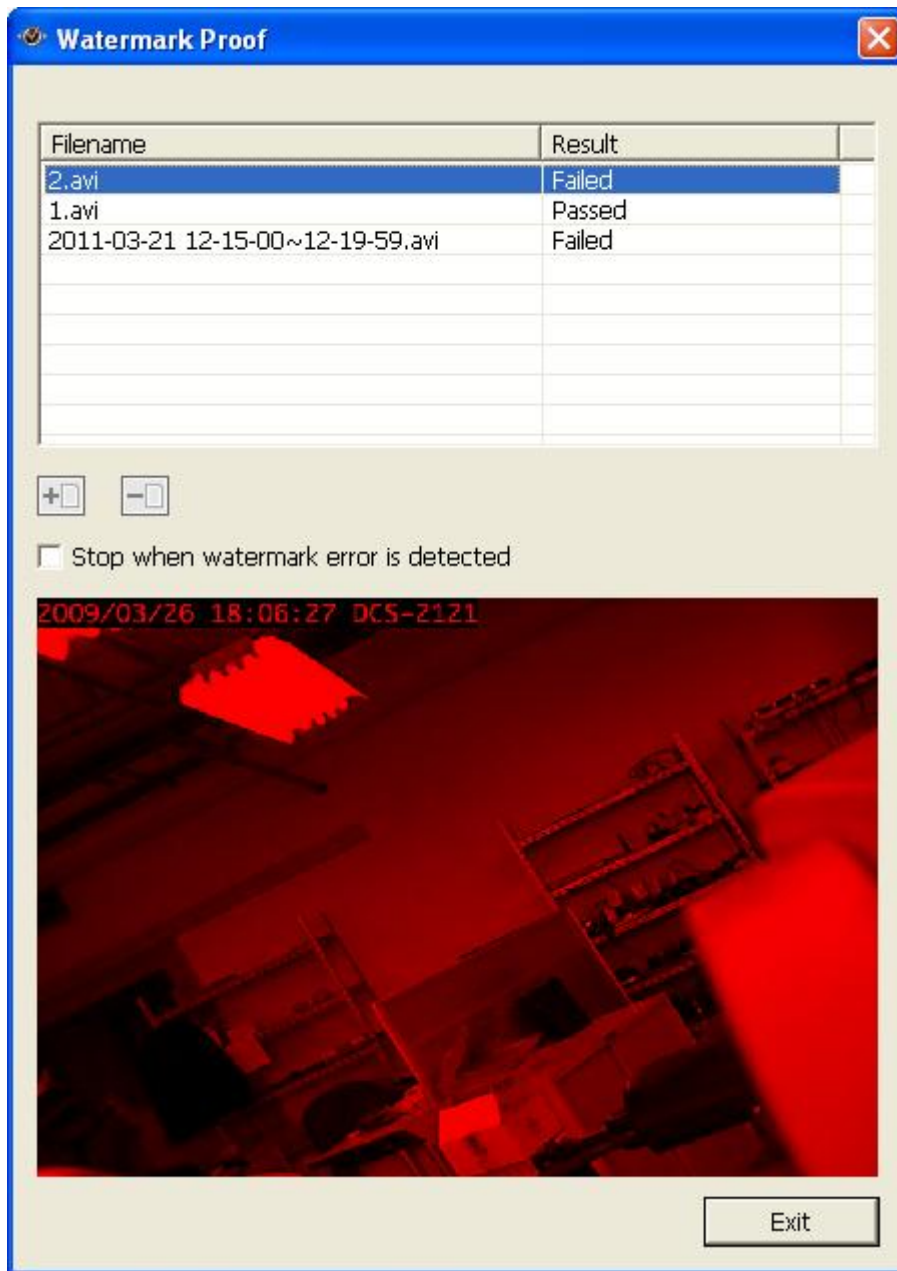 Watermark Proof
Filename Result
2.avi Failed
1.avi Passed
2011-03-21 12-15-00~12-19-59.avi Failed
Stop when watermark error is detected
2009/03/26 18:06:27 DCS-2121
Exit